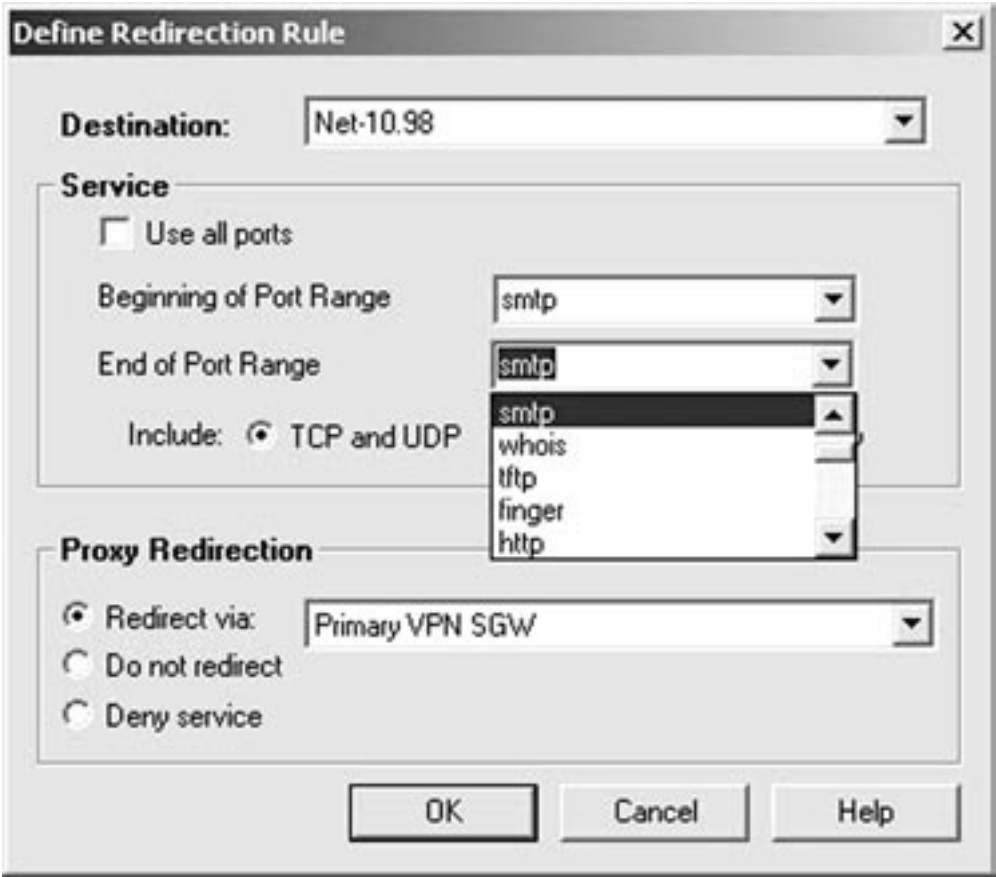 Define Redirection Rule
Destination: Net-10.98
Service
Use all ports
Beginning of Port Range smtp
End of Port Range smtp
Include: TCP and UDP
smtp
whois
tftp
finger
http
Proxy Redirection
Redirect via: Primary VPN SGW
Do not redirect
Deny service
OK Cancel Help